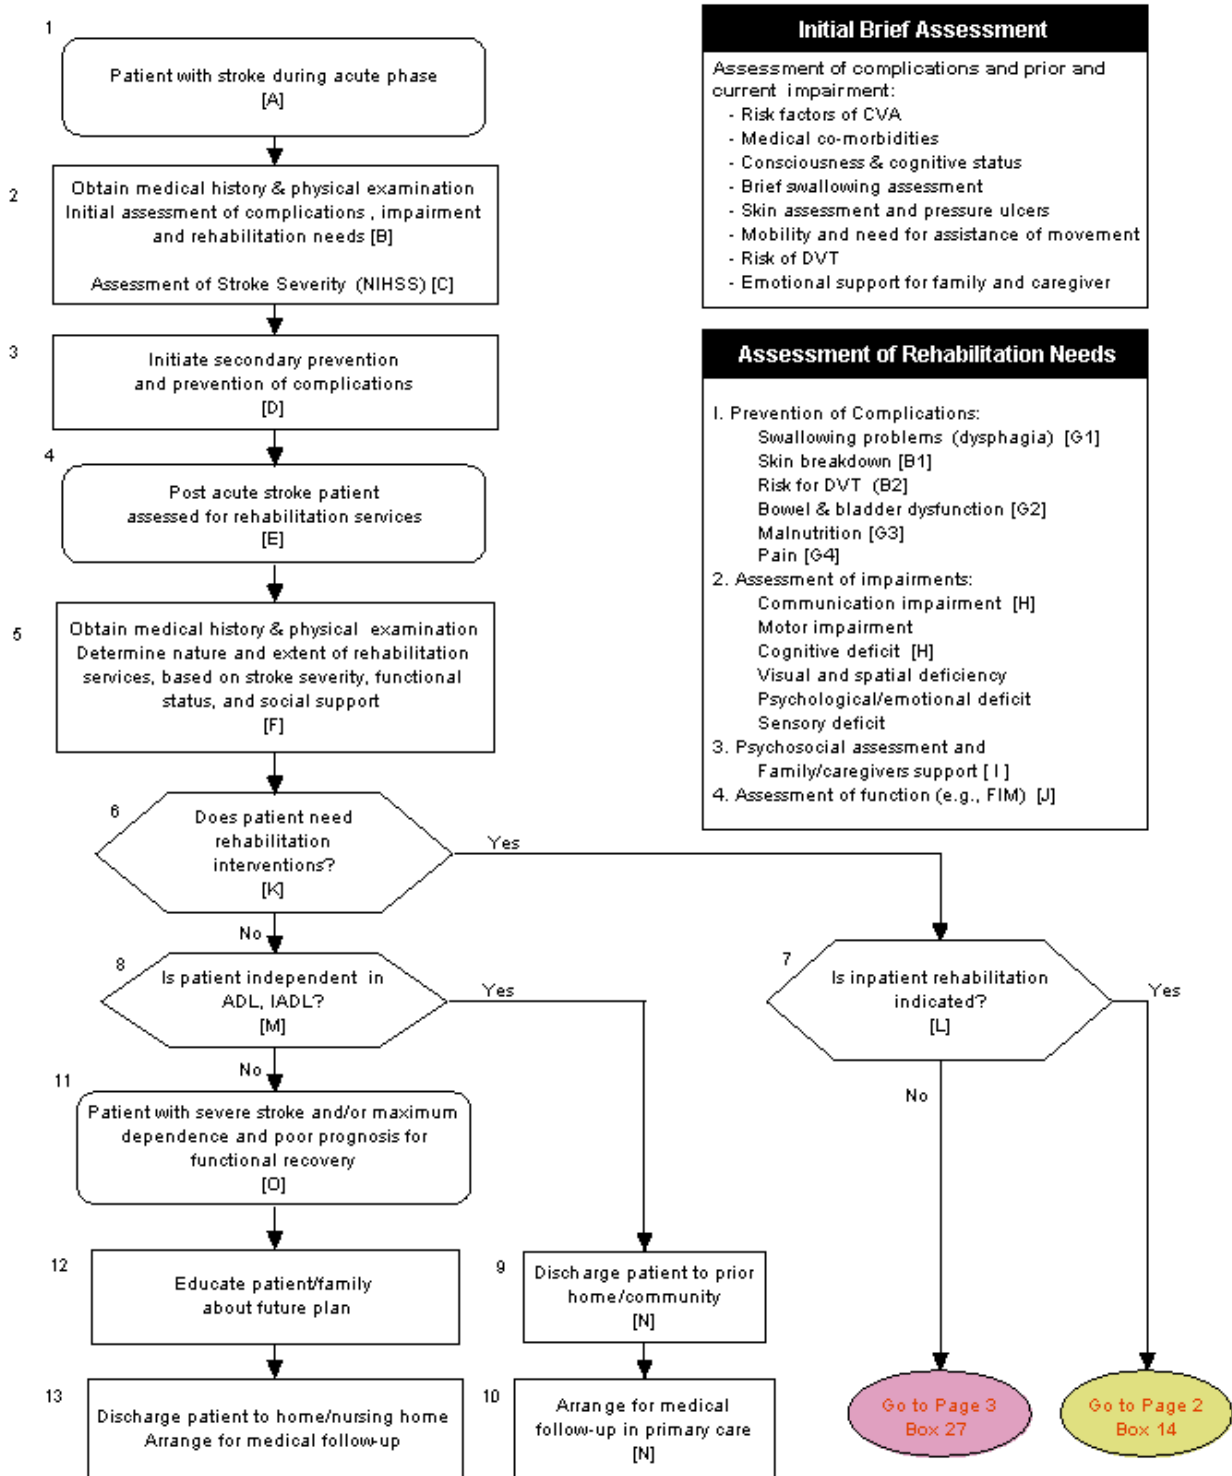 1
Patient with stroke during acute phase
[A]
2
Obtain medical history & physical examination
Initial assessment of complications , impairment
and rehabilitation needs [B]
Assessment of Stroke Severity (NIHSS) [C]
3
Initiate secondary prevention
and prevention of complications
[D]
4
Post acute stroke patient
assessed for rehabilitation services
[E]
5
Obtain medical history & physical examination
Determine nature and extent of rehabilitation
services, based on stroke severity, functional
status, and social support
[F]
6
Does patient need
rehabilitation
interventions?
[K]
Yes
No
8
Is patient independent in
ADL, IADL?
[M]
Yes
No
11
Patient with severe stroke and/or maximum
dependence and poor prognosis for
functional recovery
[O]
12
Educate patient/family
about future plan
13
Discharge patient to home/nursing home
Arrange for medical follow-up
9
Discharge patient to prior
home/community
[N]
10
Arrange for medical
follow-up in primary care
[N]
7
Is inpatient rehabilitation
indicated?
[L]
Yes
No
Go to Page 3
Box 27
Go to Page 2
Box 14
Initial Brief Assessment
Assessment of complications and prior and
current impairment:
- Risk factors of CVA
- Medical co-morbidities
- Consciousness & cognitive status
- Brief swallowing assessment
- Skin assessment and pressure ulcers
- Mobility and need for assistance of movement
- Risk of DVT
- Emotional support for family and caregiver
Assessment of Rehabilitation Needs
1. Prevention of Complications:
Swallowing problems (dysphagia) [G1]
Skin breakdown [B1]
Risk for DVT (B2]
Bowel & bladder dysfunction [G2]
Malnutrition [G3]
Pain [G4]
2. Assessment of impairments:
Communication impairment [H]
Motor impairment
Cognitive deficit [H]
Visual and spatial deficiency
Psychological/emotional deficit
Sensory deficit
3. Psychosocial assessment and
Family/caregivers support [ I ]
4. Assessment of function (e.g., FIM) [J]